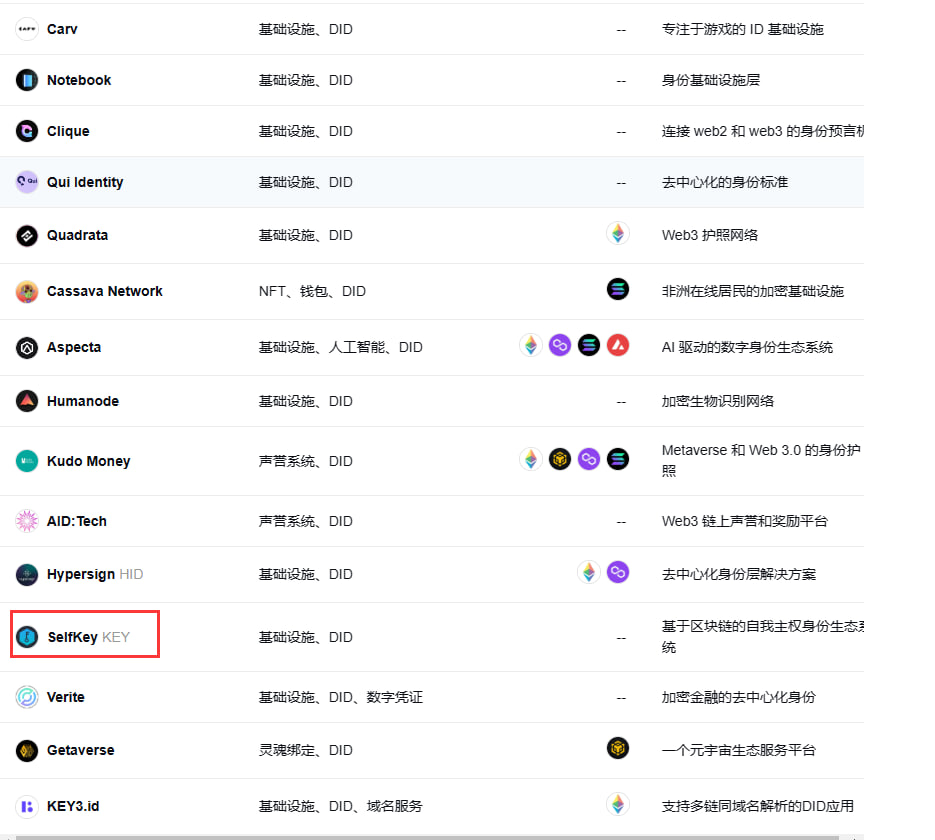 Carv 基础设施、DID -- 专注于游戏的 ID 基础设施
Notebook 基础设施、DID -- 身份基础设施层
Clique 基础设施、DID -- 连接 web2 和 web3 的身份预言机
Qui Identity 基础设施、DID -- 去中心化的身份标准
Quadrata 基础设施、DID Web3 护照网络
Cassava Network NFT、钱包、DID 非洲在线居民的加密基础设施
Aspecta 基础设施、人工智能、DID AI 驱动的数字身份生态系统
Humanode 基础设施、DID -- 加密生物识别网络
Kudo Money 声誉系统、DID Metaverse 和 Web 3.0 的身份护
照
AID:Tech 声誉系统、DID -- Web3 链上声誉和奖励平台
Hypersign HID 基础设施、DID 去中心化身份层解决方案
SelfKey KEY 基础设施、DID -- 基于区块链的自我主权身份生态系
统
Verite 基础设施、DID、数字凭证 -- 加密金融的去中心化身份
Getaverse 灵魂绑定、DID 一个元宇宙生态服务平台
KEY3.id 基础设施、DID、域名服务 支持多链同域名解析的DID应用